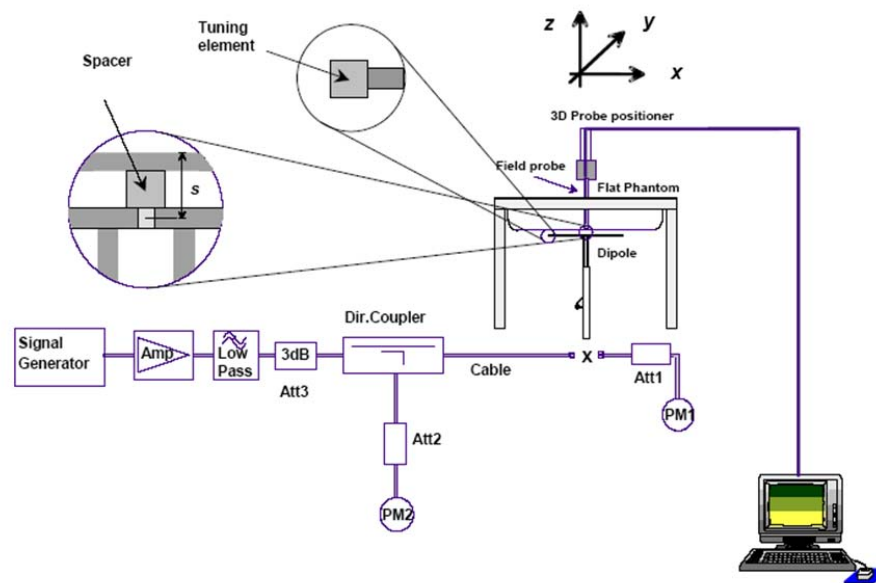 Tuning
element
Spacer
z
y
x
s
3D Probe positioner
Field probe
Flat Phantom
Dipole
Dir.Coupler
Signal
Generator
Amp
Low
Pass
3dB
Att3
Cable
X
Att1
PM1
Att2
PM2